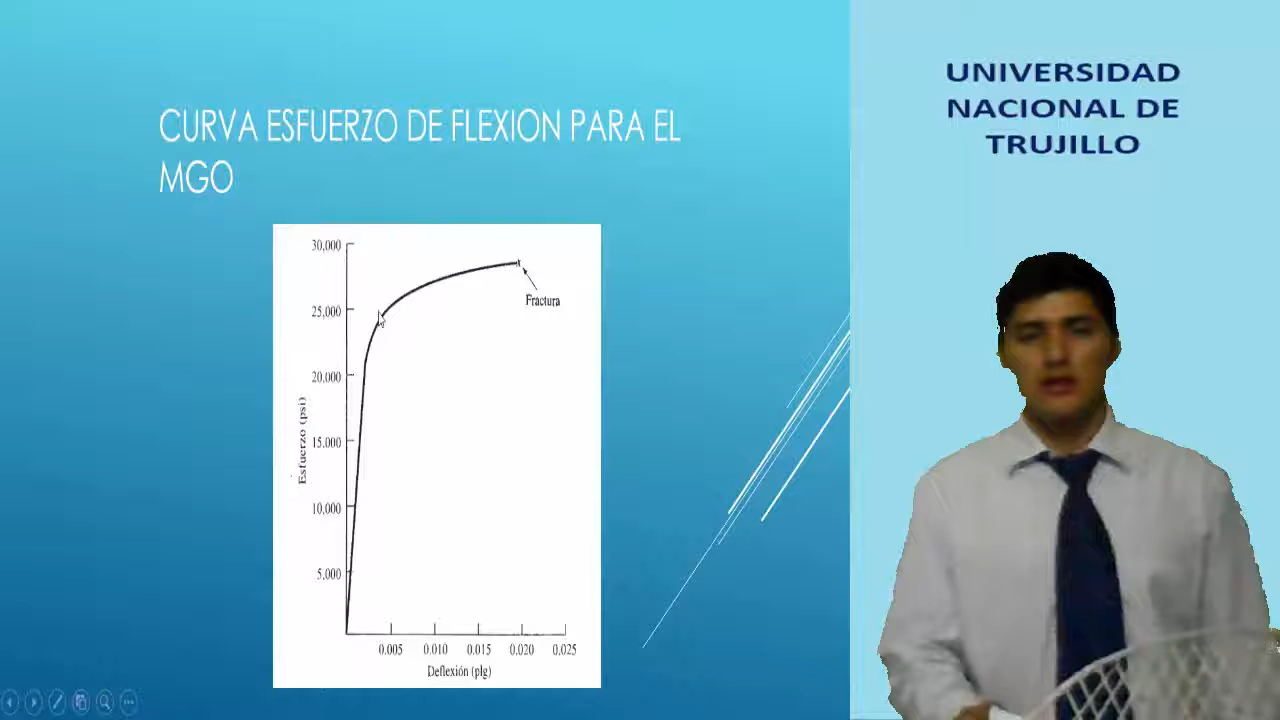 CURVA ESFUERZO DE FLEXION PARA EL
MGO
30,000
25,000
20,000
15,000
10,000
5,000
Esfuerzo (psi)
Fractura
0.005 0.010 0.015 0.020 0.025
Deflexión (plg)
UNIVERSIDAD
NACIONAL DE
TRUJILLO